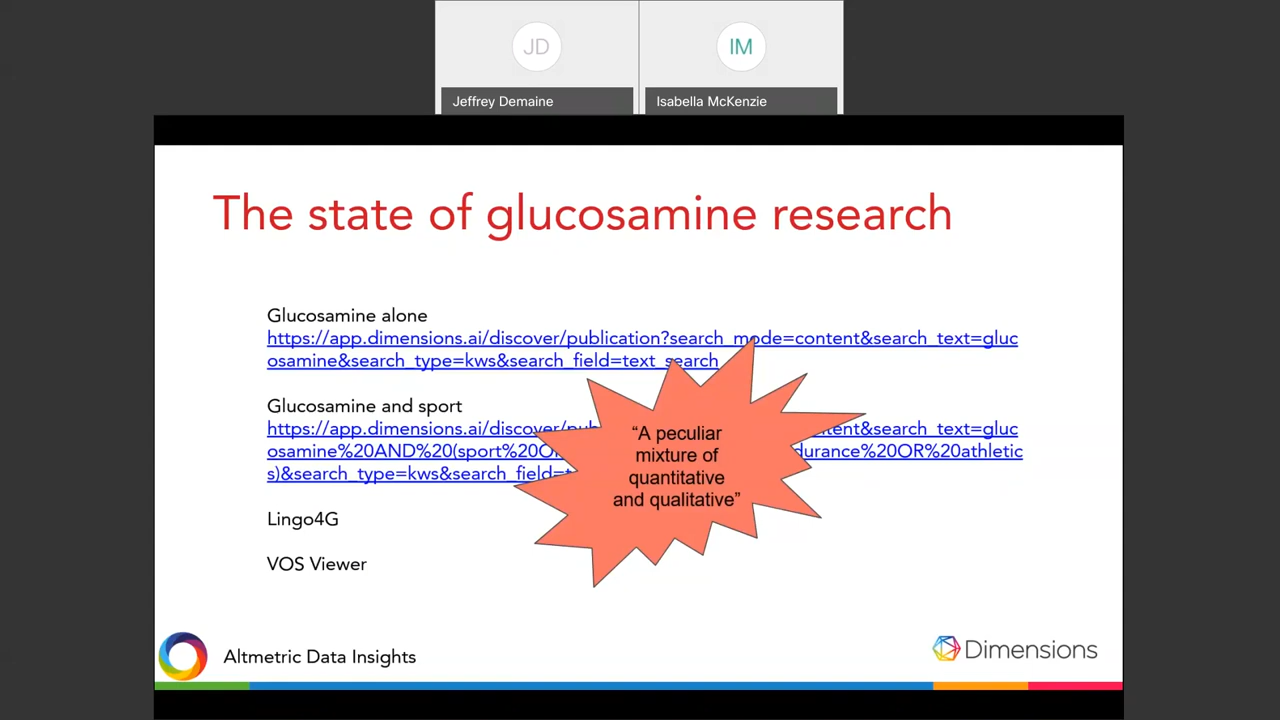 JD
IM
Jeffrey Demaine
Isabella McKenzie
The state of glucosamine research
Glucosamine alone
https://app.dimensions.ai/discover/publication?search_mode=content&search_text=gluc
osamine&search_type=kws&search_field=text_search
Glucosamine and sport
https://app.dimensions.ai/discover/pub ntent&search_text=gluc
osamine%20AND%20(sport%20O durance%20OR%20athletic
s)&search_type=kws&search_field=t
"A peculiar
mixture of
quantitative
and qualitative"
Lingo4G
VOS Viewer
Altmetric Data Insights
Dimensions